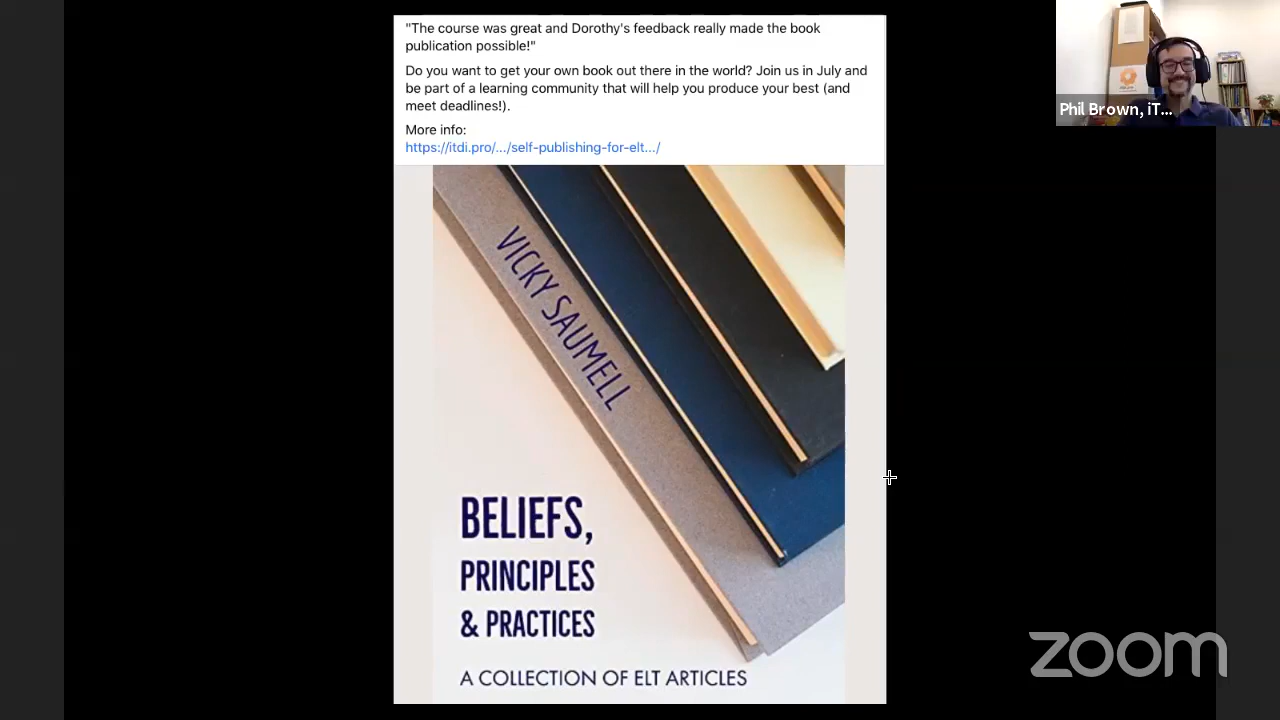 "The course was great and Dorothy's feedback really made the book
publication possible!"
Do you want to get your own book out there in the world? Join us in July and
be part of a learning community that will help you produce your best (and
meet deadlines!).
More info:
https://itdi.pro/.../self-publishing-for-elt.../
Phil Brown, iT...
VICKY SAUMELL
BELIEFS,
PRINCIPLES
& PRACTICES
A COLLECTION OF ELT ARTICLES
zoom